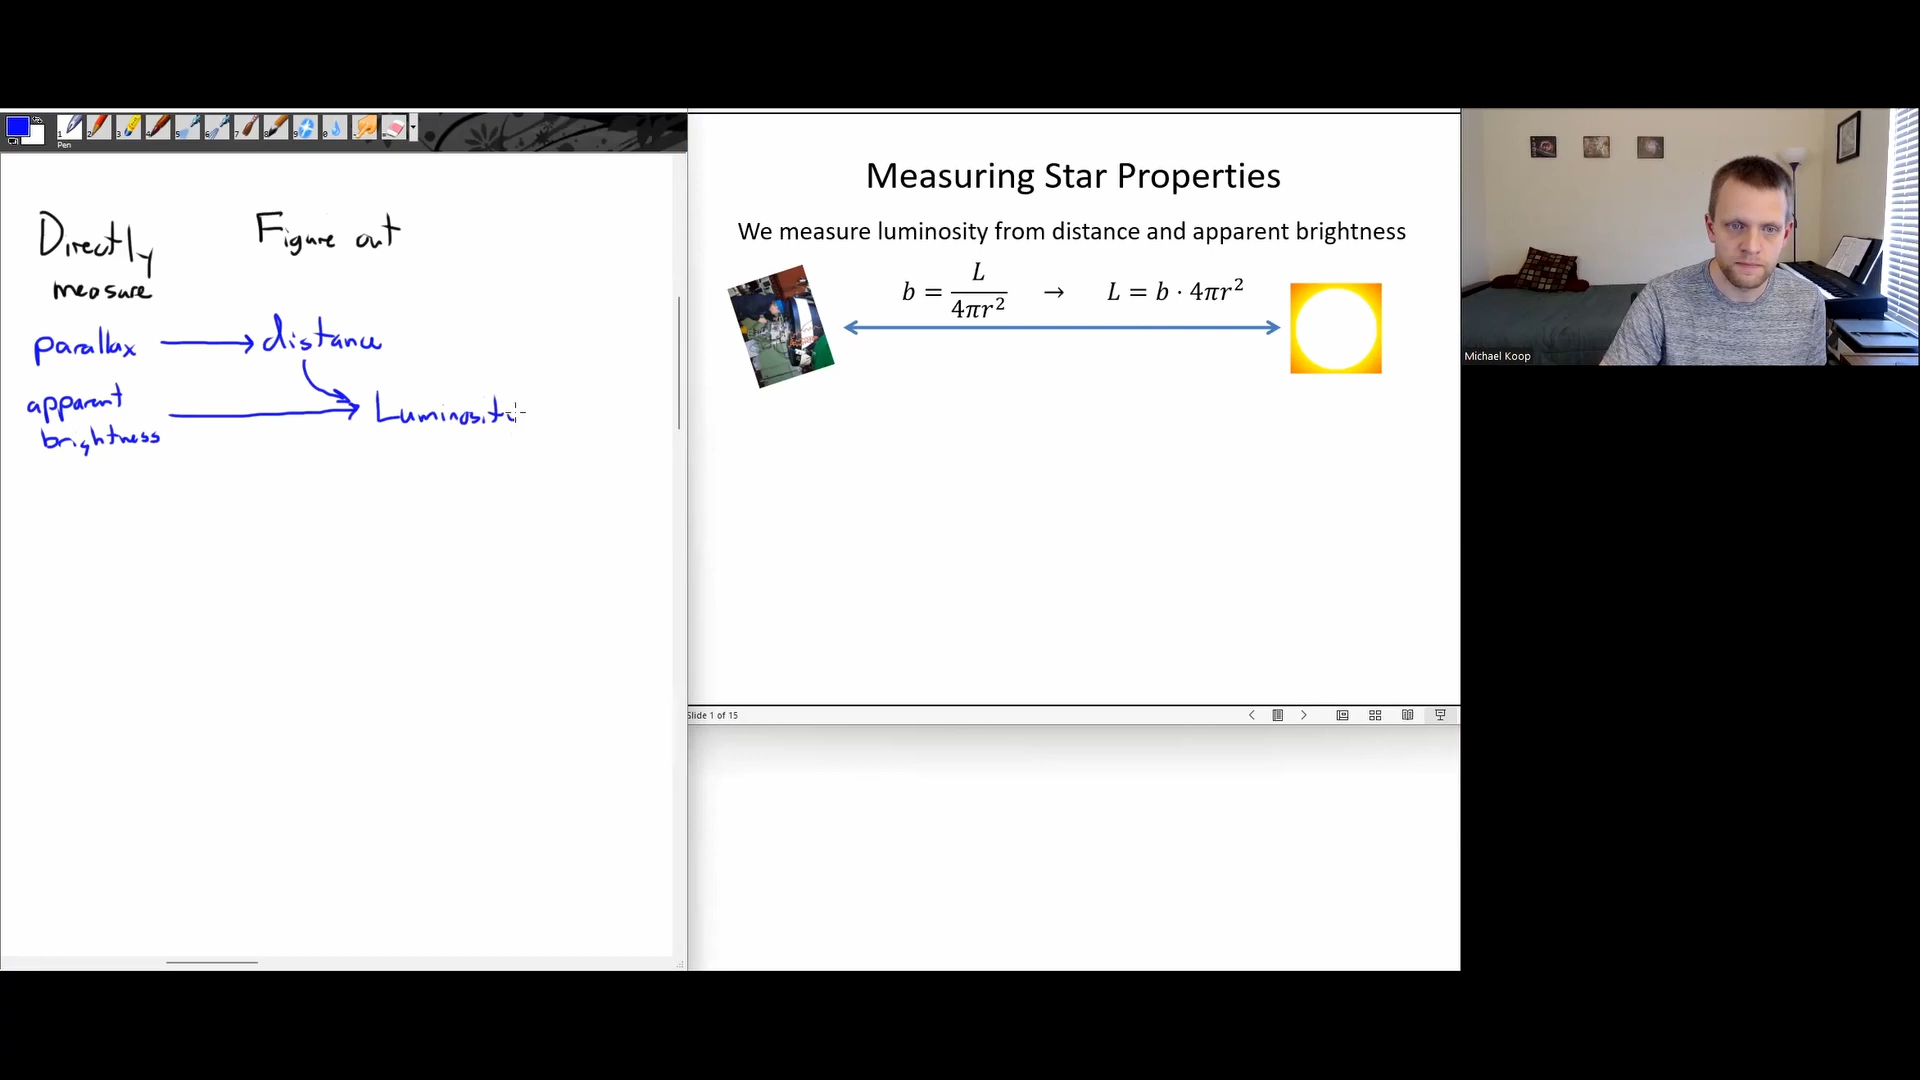 Pen
Directly
measure
Figure out
parallax
distance
apparent
brightness
Luminosity
Measuring Star Properties
We measure luminosity from distance and apparent brightness
b = L / 4πr² → L = b · 4πr²
Slide 1 of 15
Michael Koop